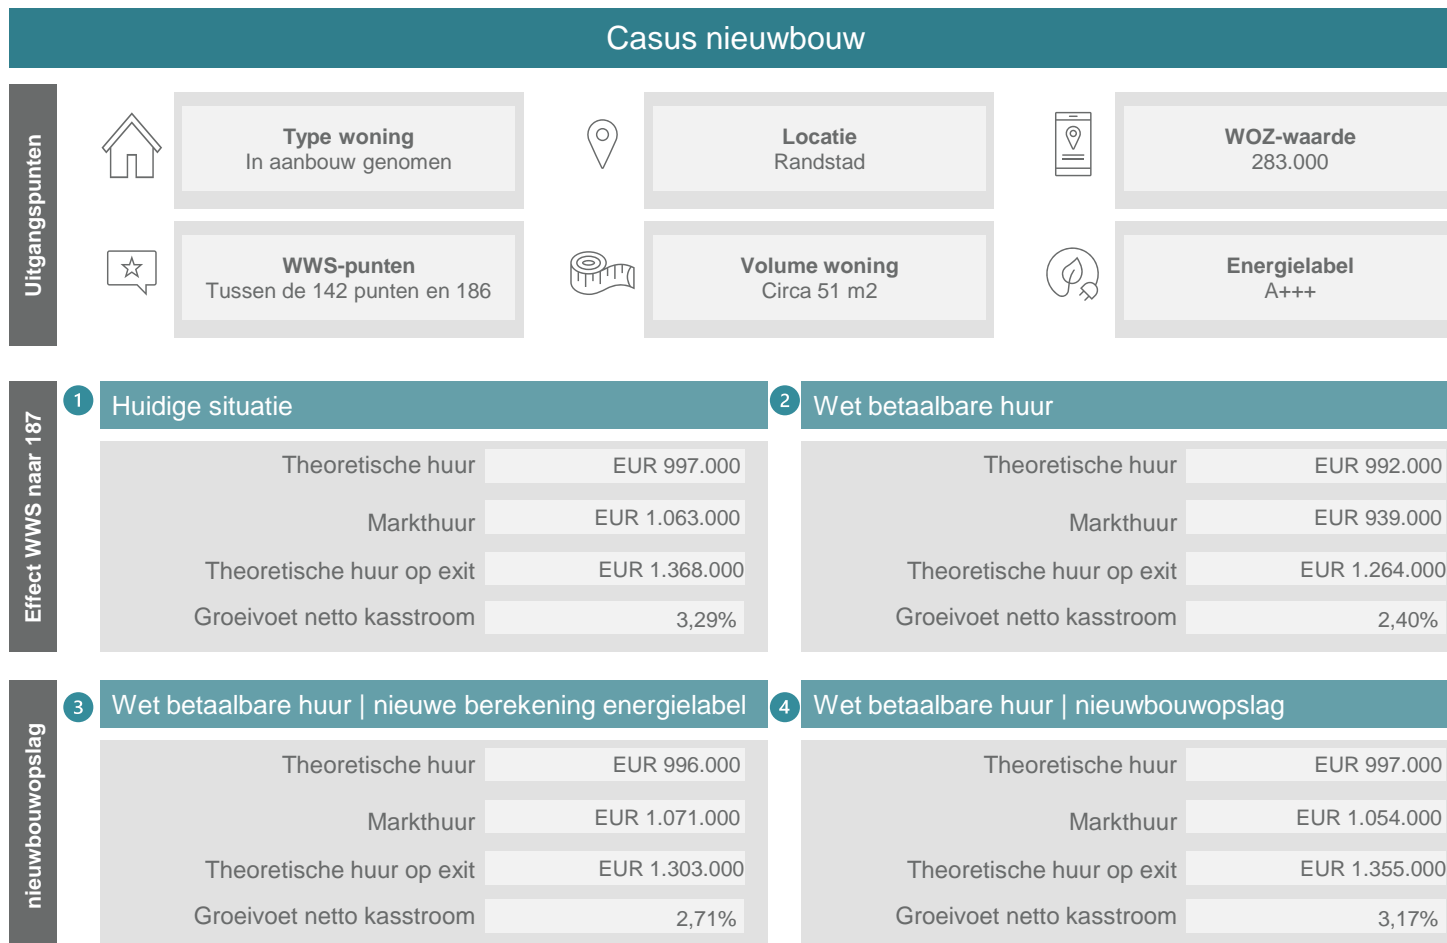 Casus nieuwbouw
Uitgangspunten
Type woning
In aanbouw genomen
Locatie
Randstad
WOZ-waarde
283.000
WWS-punten
Tussen de 142 punten en 186
Volume woning
Circa 51 m2
Energielabel
A+++
Effect WWS naar 187
1 Huidige situatie
Theoretische huur EUR 997.000
Markthuur EUR 1.063.000
Theoretische huur op exit EUR 1.368.000
Groeivoet netto kasstroom 3,29%
2 Wet betaalbare huur
Theoretische huur EUR 992.000
Markthuur EUR 939.000
Theoretische huur op exit EUR 1.264.000
Groeivoet netto kasstroom 2,40%
nieuwbouwopslag
3 Wet betaalbare huur | nieuwe berekening energielabel
Theoretische huur EUR 996.000
Markthuur EUR 1.071.000
Theoretische huur op exit EUR 1.303.000
Groeivoet netto kasstroom 2,71%
4 Wet betaalbare huur | nieuwbouwopslag
Theoretische huur EUR 997.000
Markthuur EUR 1.054.000
Theoretische huur op exit EUR 1.355.000
Groeivoet netto kasstroom 3,17%